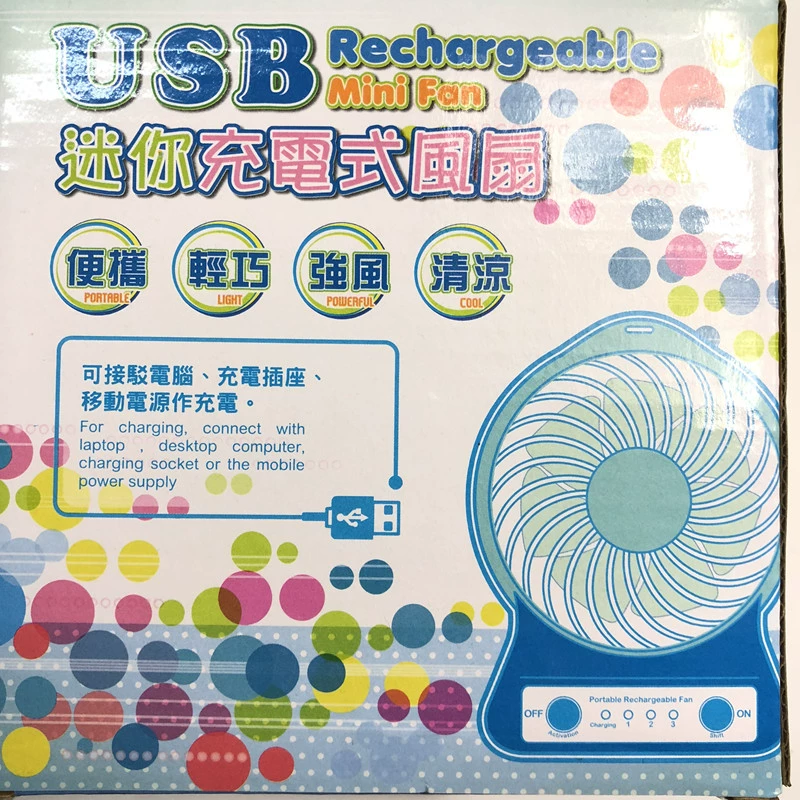 USB Rechargeable
Mini Fan
迷你充電式風扇
便攜 輕巧 強風 清涼
PORTABLE LIGHT POWERFUL COOL
可接駁電腦、充電插座、
移動電源作充電。
For charging, connect with
laptop , desktop computer,
charging socket or the mobile
power supply
Portable Rechargeable Fan
OFF ON
Activation Charging 1 2 3 Shift